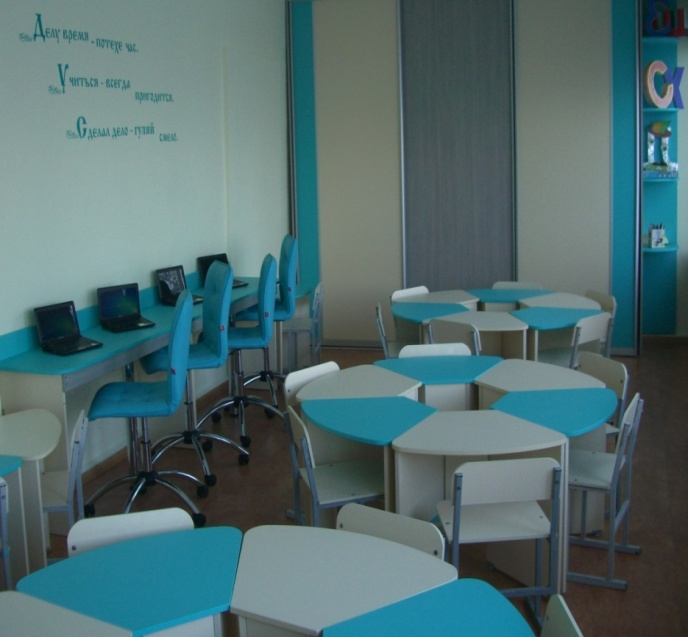 Делу время
- потехе час.
Учиться - всегда
пригодится.
Сделал дело - гуляй
смело.